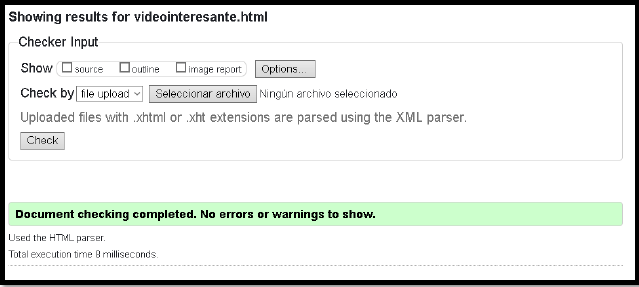 Showing results for videointeresante.html
Checker Input
Show source outline image report Options...
Check by file upload Seleccionar archivo Ningún archivo seleccionado
Uploaded files with .xhtml or .xht extensions are parsed using the XML parser.
Check
Document checking completed. No errors or warnings to show.
Used the HTML parser.
Total execution time 8 milliseconds.